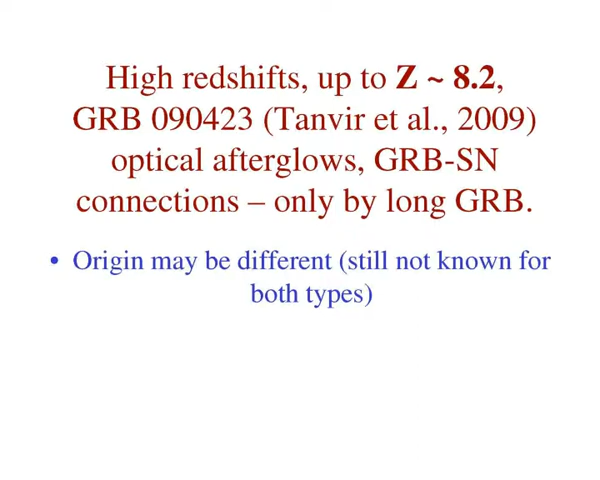 High redshifts, up to Z ~ 8.2,
GRB 090423 (Tanvir et al., 2009)
optical afterglows, GRB-SN
connections – only by long GRB.
• Origin may be different (still not known for
both types)